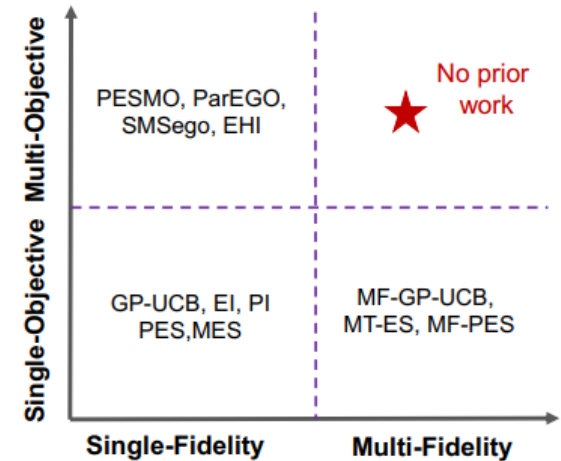 Multi-Objective
PESMO, ParEGO,
SMSego, EHI
No prior
work
Single-Objective
GP-UCB, EI, PI
PES,MES
MF-GP-UCB,
MT-ES, MF-PES
Single-Fidelity
Multi-Fidelity